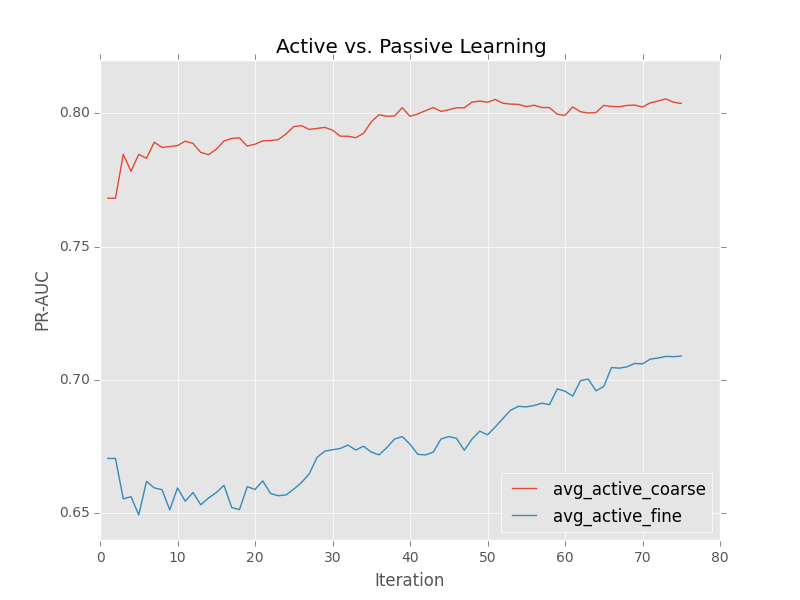 Active vs. Passive Learning
0.80
0.75
0.70
0.65
PR-AUC
0 10 20 30 40 50 60 70 80
Iteration
avg_active_coarse
avg_active_fine